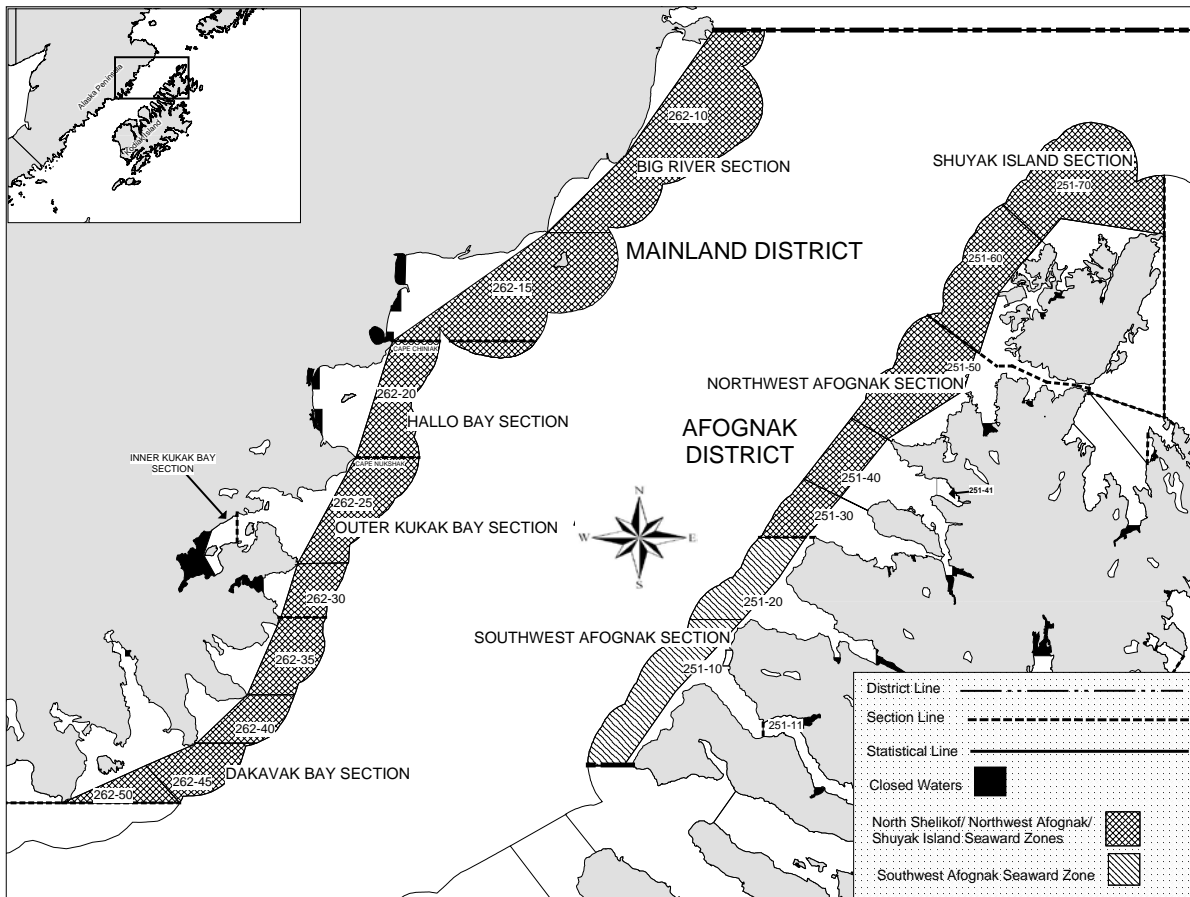 Alaska Peninsula
Kodiak Island
262-10
BIG RIVER SECTION
SHUYAK ISLAND SECTION
251-70
MAINLAND DISTRICT
251-60
262-15
CAPE CHINIAK
251-50
262-20
NORTHWEST AFOGNAK SECTION
HALLO BAY SECTION
AFOGNAK
DISTRICT
INNER KUKAK BAY
SECTION
CAPE NUKSHAK
251-40
251-41
262-25
OUTER KUKAK BAY SECTION
251-30
N
W
E
S
262-30
251-20
SOUTHWEST AFOGNAK SECTION
262-35
251-10
262-40
251-11
DAKAVAK BAY SECTION
262-45
262-50
District Line
Section Line
Statistical Line
Closed Waters
North Shelikof/ Northwest Afognak/
Shuyak Island Seaward Zones
Southwest Afognak Seaward Zone